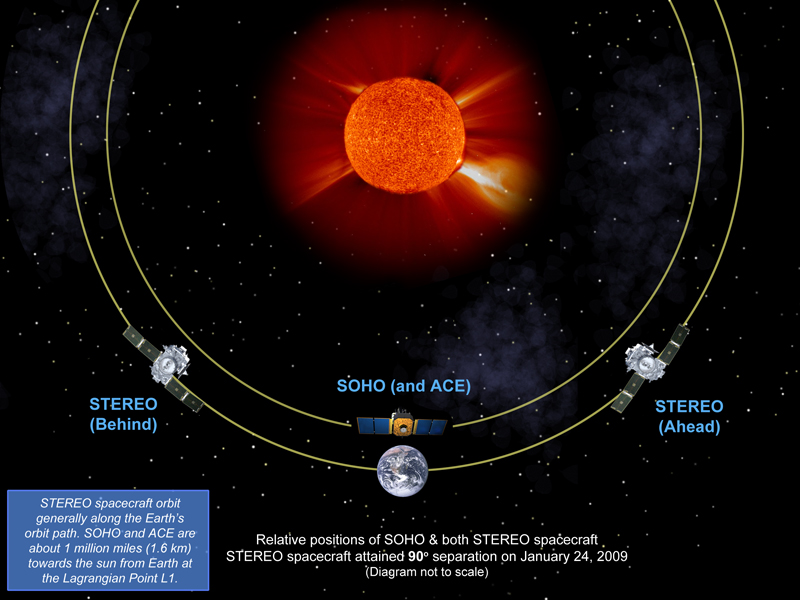 SOHO (and ACE)
STEREO
(Behind)
STEREO
(Ahead)
STEREO spacecraft orbit
generally along the Earth's
orbit path. SOHO and ACE are
about 1 million miles (1.6 km)
towards the sun from Earth at
the Lagrangian Point L1.
Relative positions of SOHO & both STEREO spacecraft
STEREO spacecraft attained 90° separation on January 24, 2009
(Diagram not to scale)